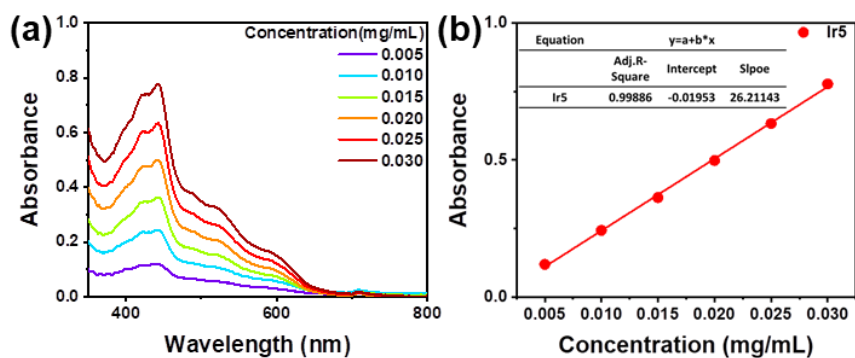 (a)
Concentration(mg/mL)
0.005
0.010
0.015
0.020
0.025
0.030
1.0
0.8
0.6
0.4
0.2
0.0
Absorbance
400
600
800
Wavelength (nm)
(b)
Ir5
Equation y=a+b*x
Adj.R-
Square Intercept Slpoe
Ir5 0.99886 -0.01953 26.21143
1.0
0.5
0.0
Absorbance
0.005 0.010 0.015 0.020 0.025 0.030
Concentration (mg/mL)